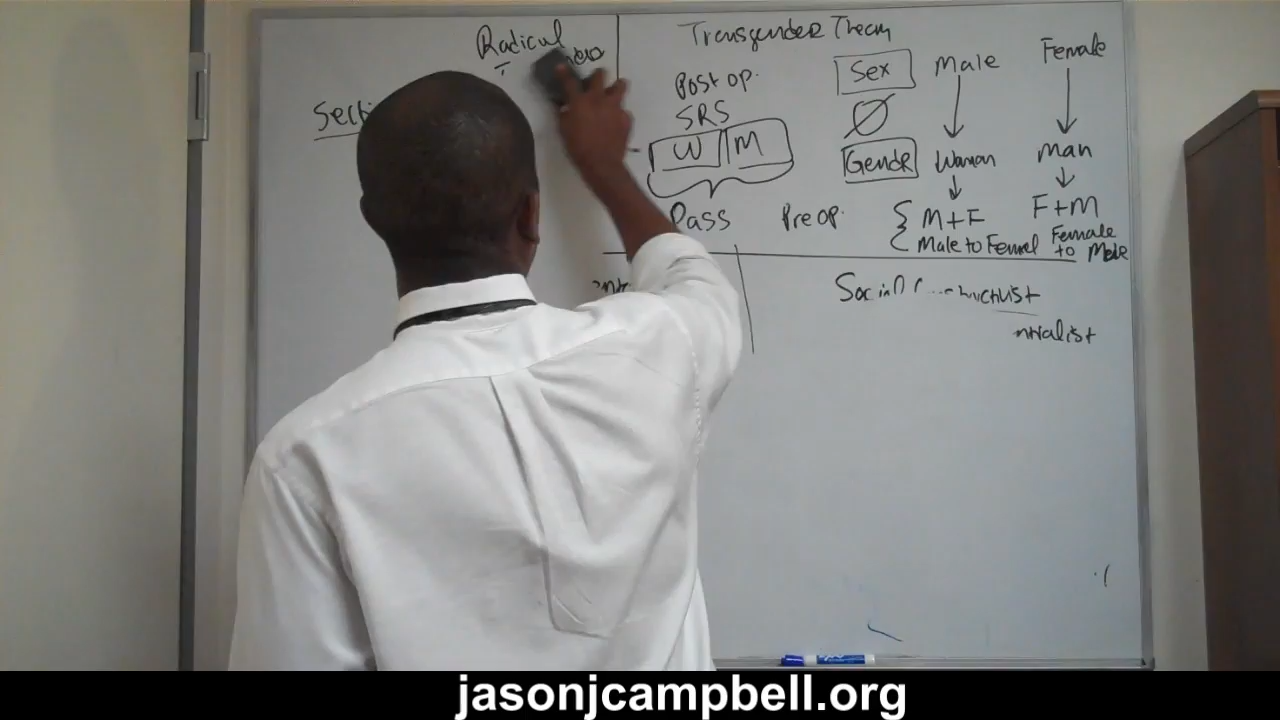 Radical
Transgender Theory
Post op.
SRS
W M
Pass
Pre op.
Sex Male Female
Ø
Gender Woman Man
M+F F+M
Male to Femal Female
to Male
Social
jasonjcampbell.org